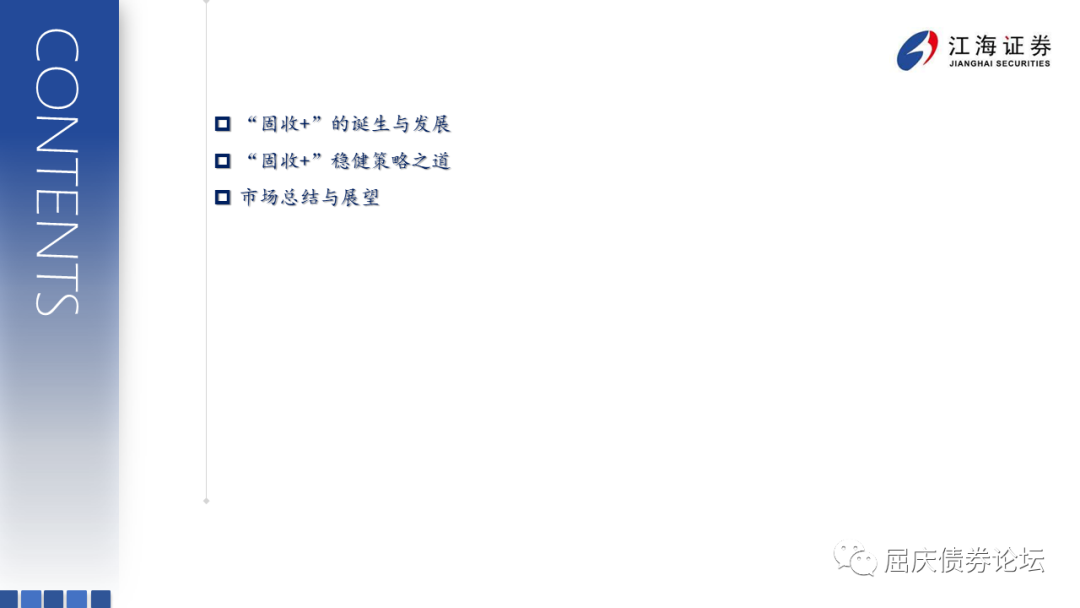 CONTENTS
江海证券
JIANGHAI SECURITIES
“固收+”的诞生与发展
“固收+”稳健策略之道
市场总结与展望
屈庆债券论坛